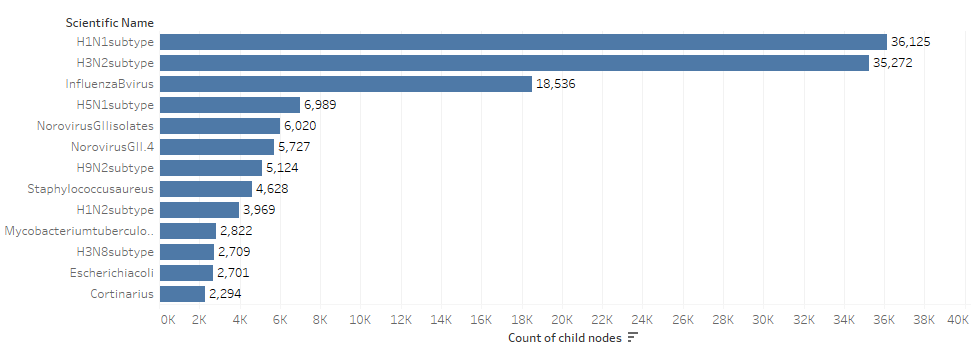 Scientific Name
H1N1subtype 36,125
H3N2subtype 35,272
InfluenzaBvirus 18,536
H5N1subtype 6,989
NorovirusGIIisolates 6,020
NorovirusGII.4 5,727
H9N2subtype 5,124
Staphylococcusaureus 4,628
H1N2subtype 3,969
Mycobacteriumtuberculo.. 2,822
H3N8subtype 2,709
Escherichiacoli 2,701
Cortinarius 2,294
0K 2K 4K 6K 8K 10K 12K 14K 16K 18K 20K 22K 24K 26K 28K 30K 32K 34K 36K 38K 40K
Count of child nodes